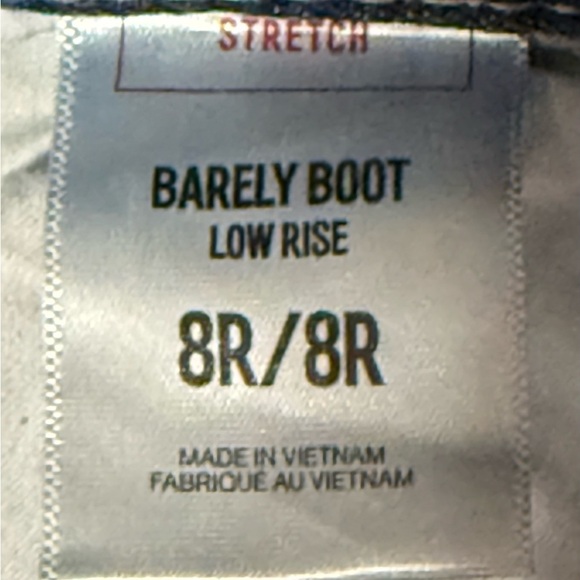 STRETCH
BARELY BOOT
LOW RISE
8R/8R
MADE IN VIETNAM
FABRIQUÉ AU VIETNAM